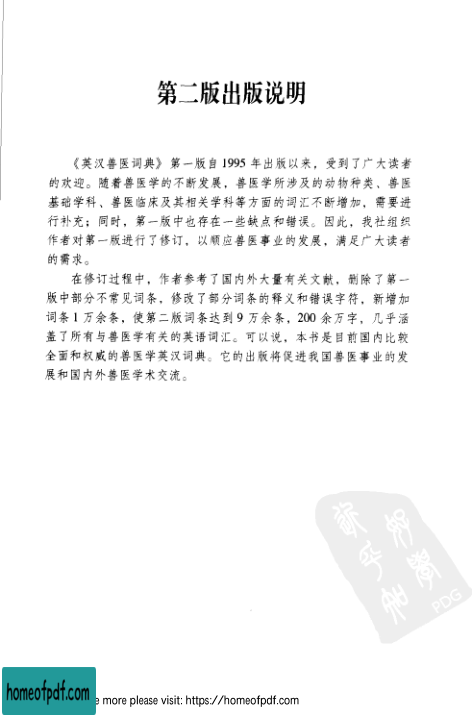 第二版出版说明
《英汉兽医词典》第一版自1995年出版以来，受到了广大读者
的欢迎。随着兽医学的不断发展，兽医学所涉及的动物种类、兽医
基础学科、兽医临床及其相关学科等方面的词汇不断增加，需要进
行补充；同时，第一版中也存在一些缺点和错误。因此，我社组织
作者对第一版进行了修订，以顺应兽医事业的发展，满足广大读者
的需求。
在修订过程中，作者参考了国内外大量有关文献，删除了第一
版中部分不常见词条，修改了部分词条的释义和错误字符，新增加
词条1万余条，使第二版词条达到9万余条，200余万字，几乎涵
盖了所有与兽医学有关的英语词汇。可以说，本书是目前国内比较
全面和权威的兽医学英汉词典。它的出版将促进我国兽医事业的发
展和国内外兽医学术交流。
PDG
homeofpdf.com
e more please visit: https://homeofpdf.com